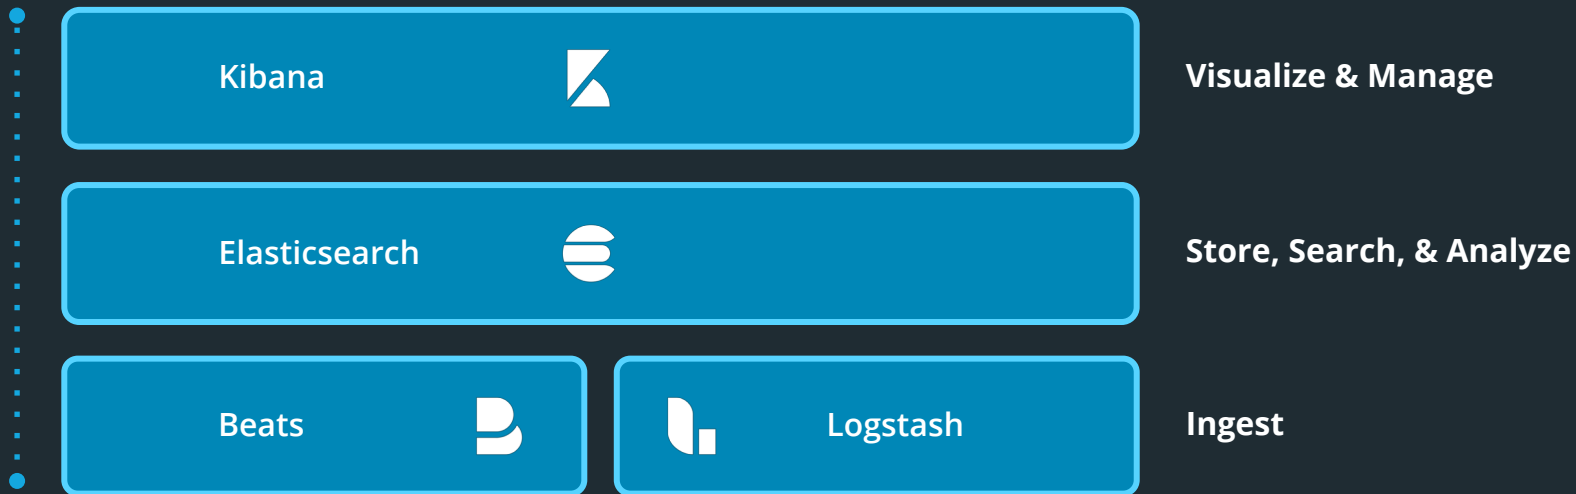 Kibana
Visualize & Manage
Elasticsearch
Store, Search, & Analyze
Beats
Logstash
Ingest